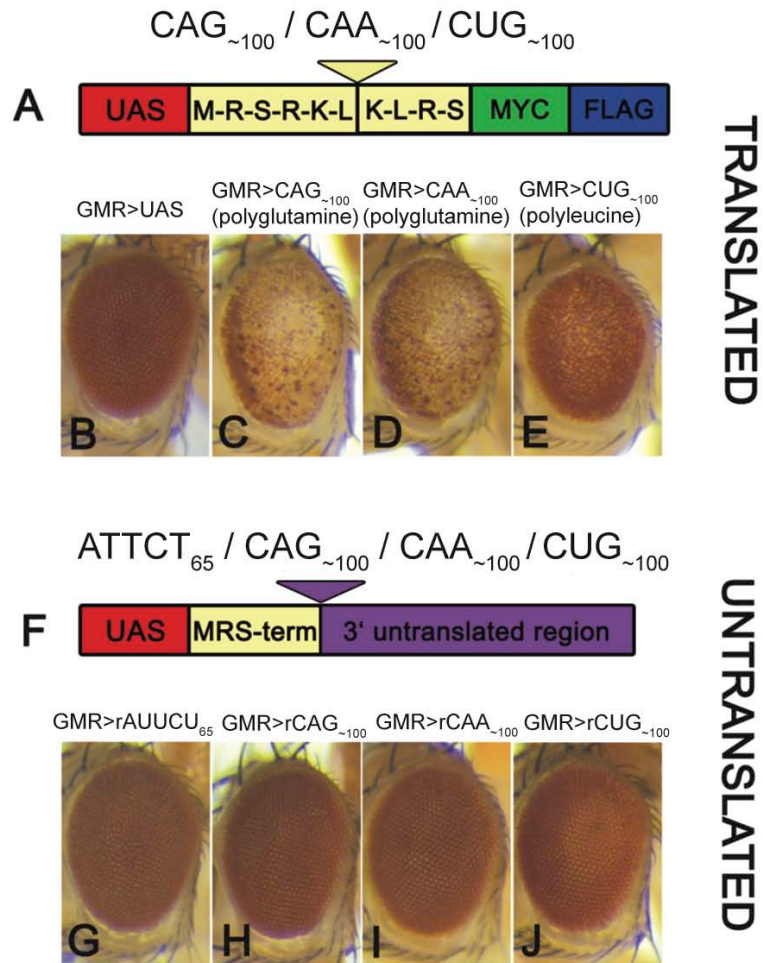 CAG~100 / CAA~100 / CUG~100
A
UAS M-R-S-R-K-L K-L-R-S MYC FLAG
TRANSLATED
GMR>UAS
GMR>CAG~100
(polyglutamine)
GMR>CAA~100
(polyglutamine)
GMR>CUG~100
(polyleucine)
B C D E
ATTCT65 / CAG~100 / CAA~100 / CUG~100
F
UAS MRS-term 3‘ untranslated region
UNTRANSLATED
GMR>rAUUCU65 GMR>rCAG~100 GMR>rCAA~100 GMR>rCUG~100
G H I J